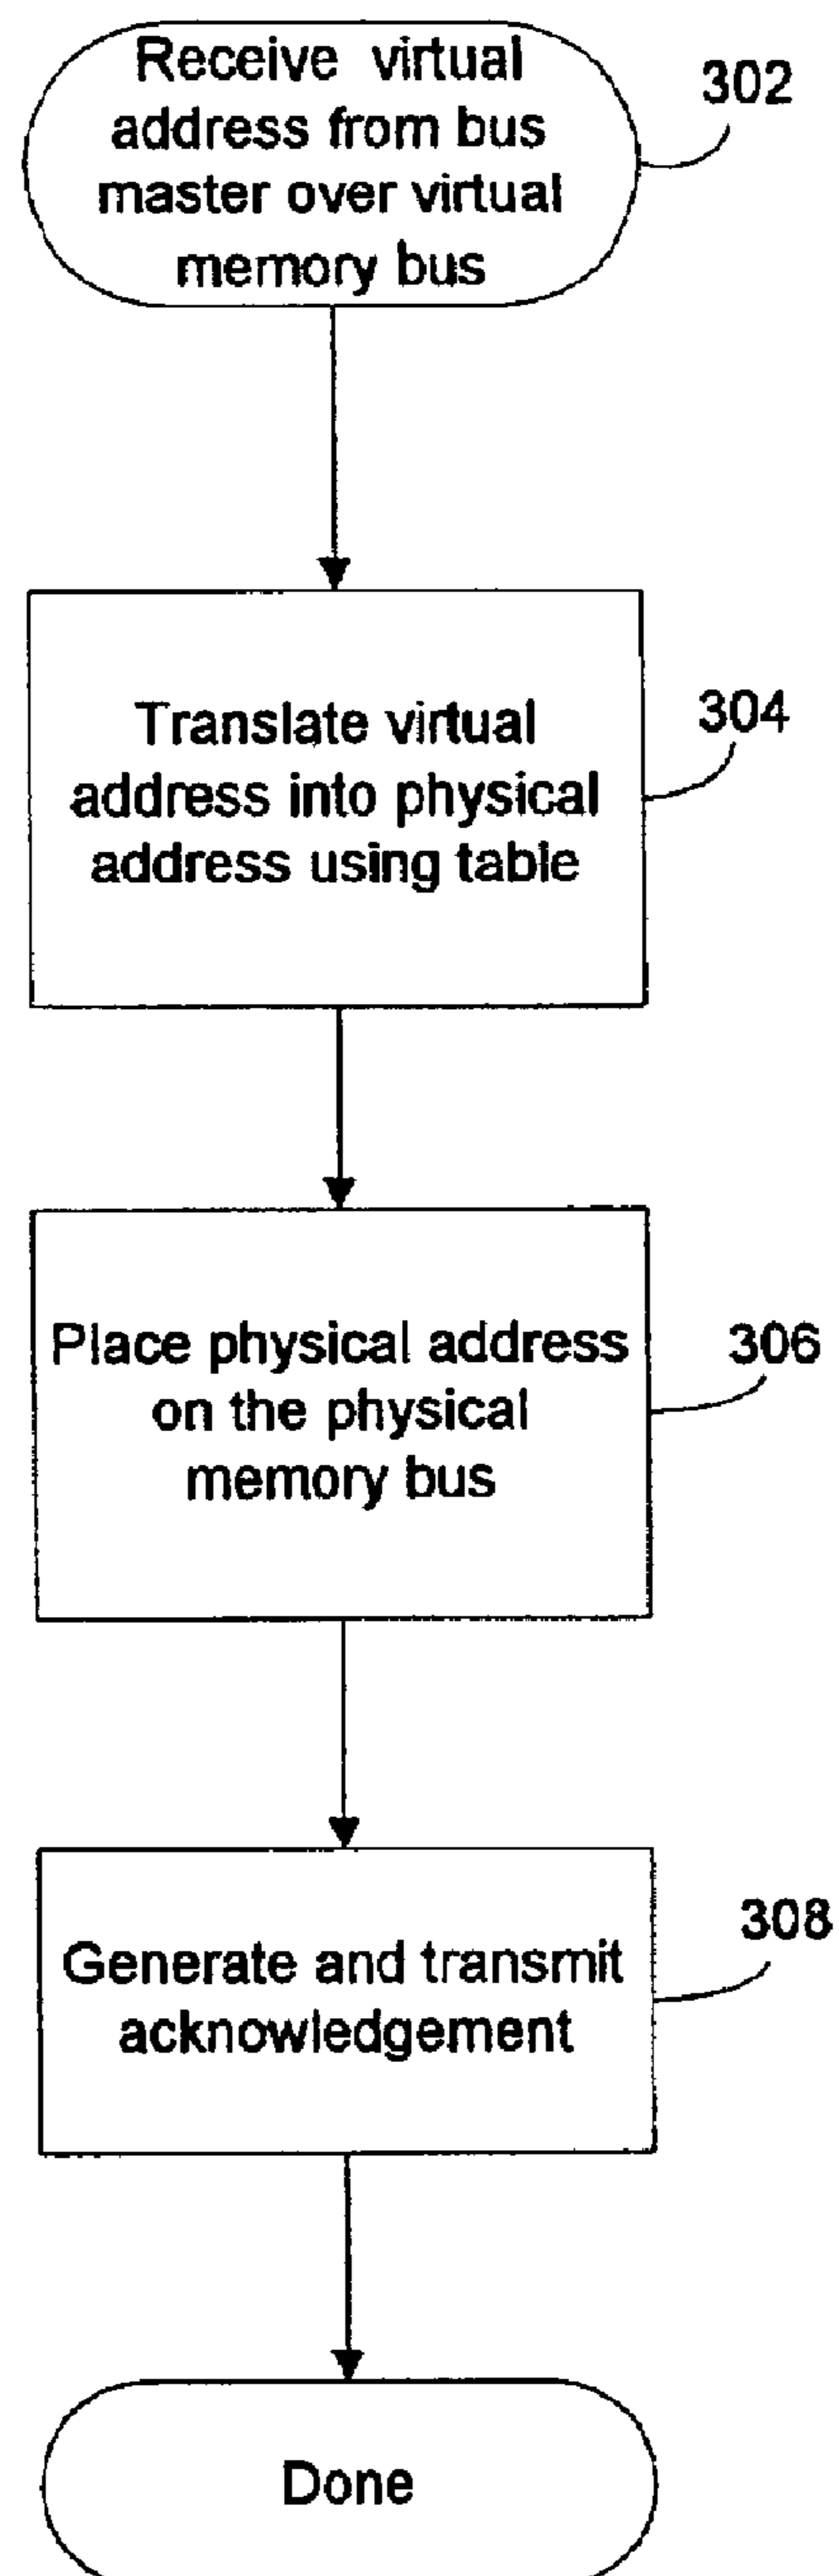 Receive virtual
address from bus
master over virtual
memory bus
302
Translate virtual
address into physical
address using table
304
Place physical address
on the physical
memory bus
306
Generate and transmit
acknowledgement
308
Done